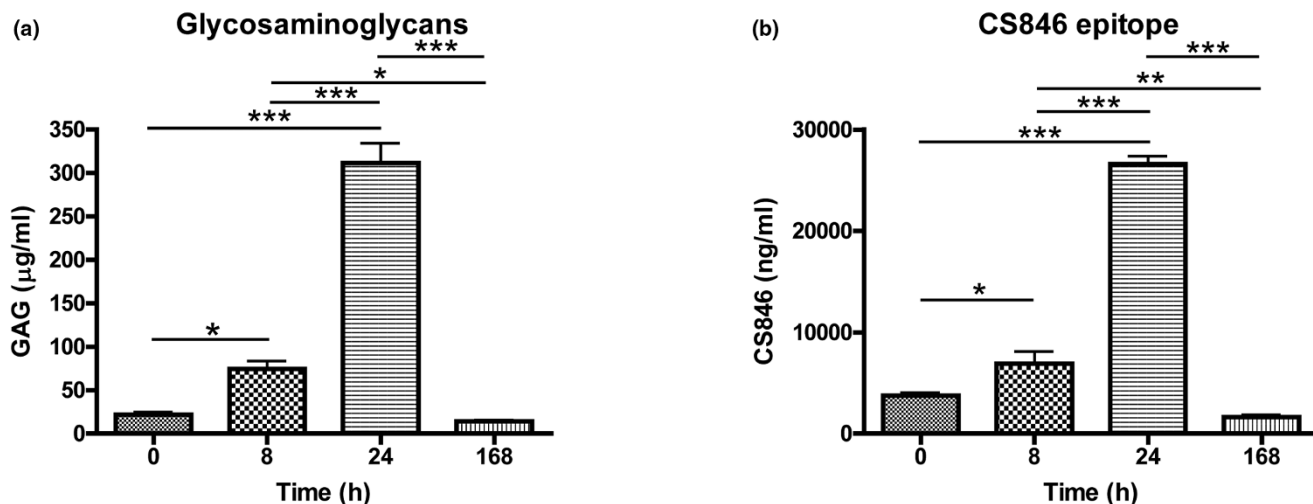 (a) Glycosaminoglycans
***
*
***
***
*
GAG (μg/ml)
350
300
250
200
150
100
50
0
0 8 24 168
Time (h)
(b) CS846 epitope
***
**
***
***
*
CS846 (ng/ml)
30000
20000
10000
0
0 8 24 168
Time (h)